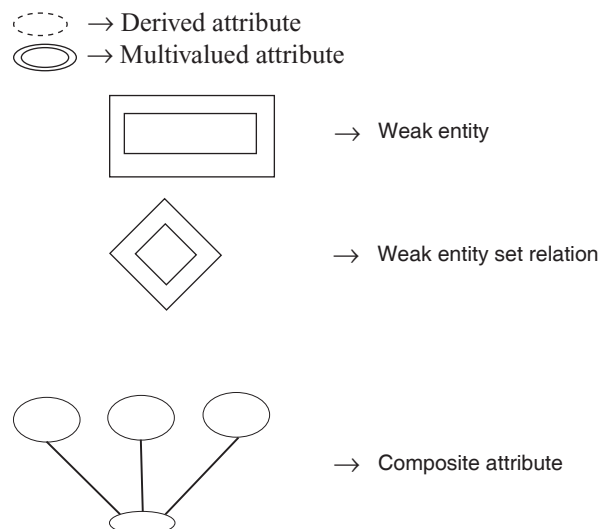 → Derived attribute
→ Multivalued attribute
→ Weak entity
→ Weak entity set relation
→ Composite attribute